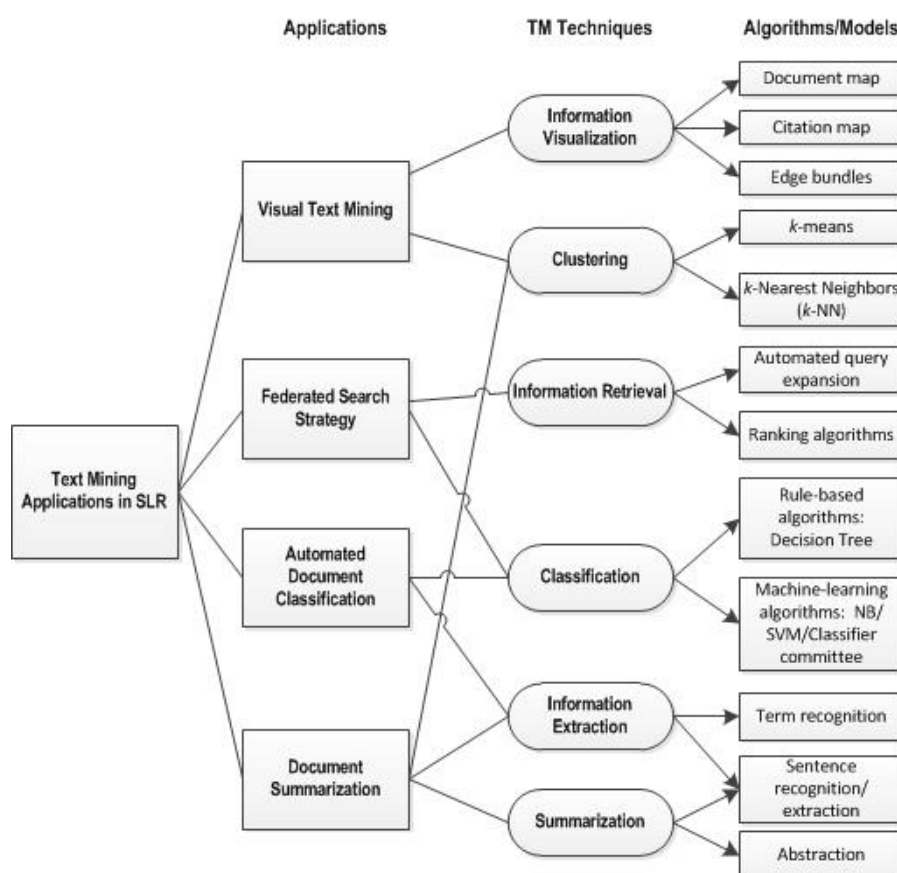 Applications
TM Techniques
Algorithms/Models
Text Mining
Applications in SLR
Visual Text Mining
Federated Search
Strategy
Automated
Document
Classification
Document
Summarization
Information
Visualization
Clustering
Information Retrieval
Classification
Information
Extraction
Summarization
Document map
Citation map
Edge bundles
k-means
k-Nearest Neighbors
(k-NN)
Automated query
expansion
Ranking algorithms
Rule-based
algorithms:
Decision Tree
Machine-learning
algorithms: NB/
SVM/Classifier
committee
Term recognition
Sentence
recognition/
extraction
Abstraction